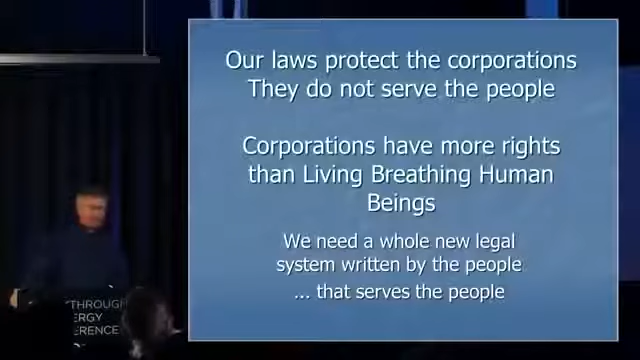 Our laws protect the corporations
They do not serve the people
Corporations have more rights
than Living Breathing Human
Beings
We need a whole new legal
system written by the people
... that serves the people
THROUGH
ERGY
ERENCE